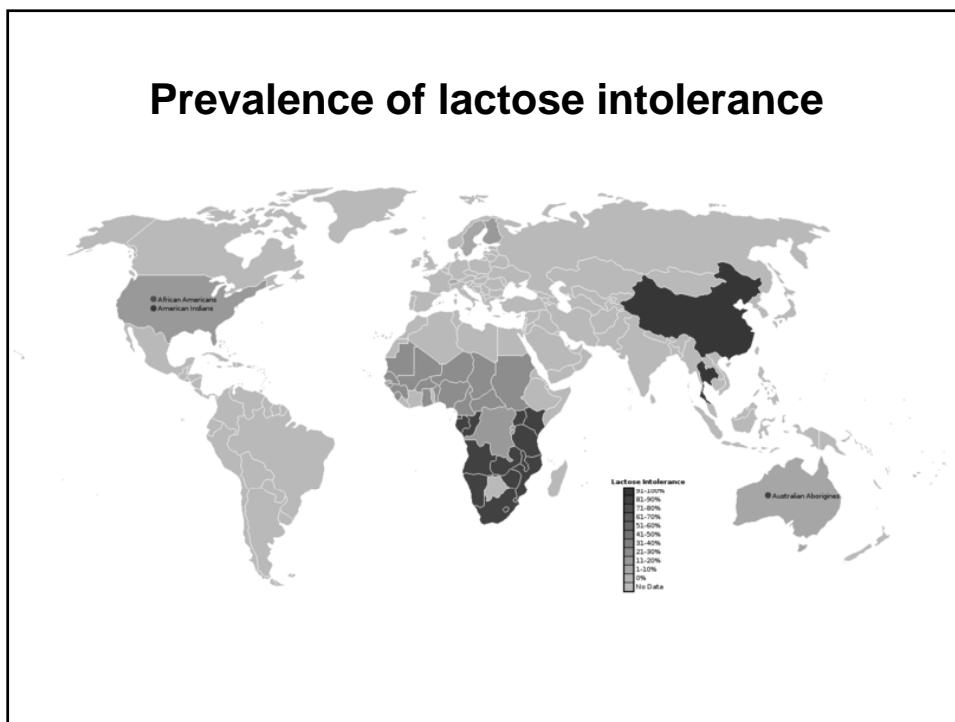 Prevalence of lactose intolerance
African Americans
American Indians
Lactose Intolerance
91-100%
81-90%
71-80%
61-70%
51-60%
41-50%
31-40%
21-30%
11-20%
1-10%
0%
No Data
Australian Aborigines